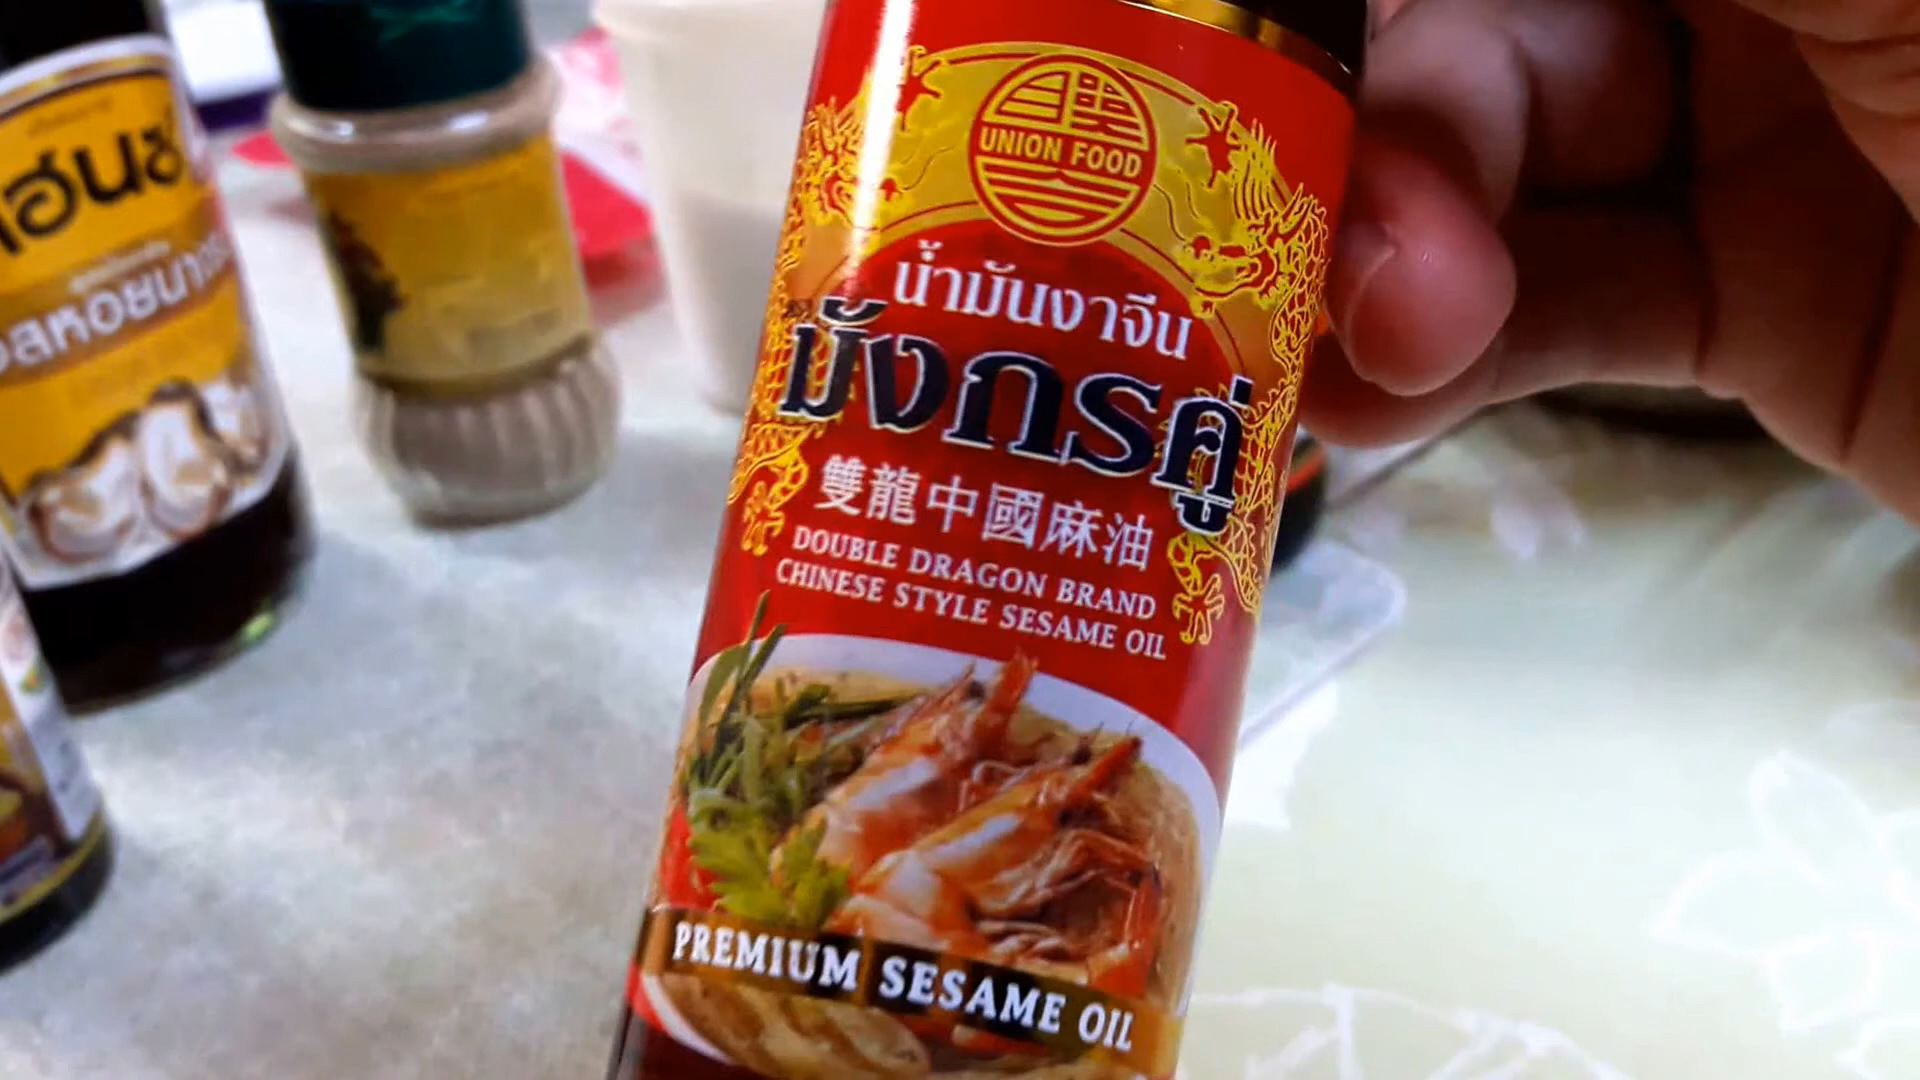 UNION FOOD
น้ำมันงาจีน
มังกรคู่
雙龍中國麻油
DOUBLE DRAGON BRAND
CHINESE STYLE SESAME OIL
PREMIUM SESAME OIL